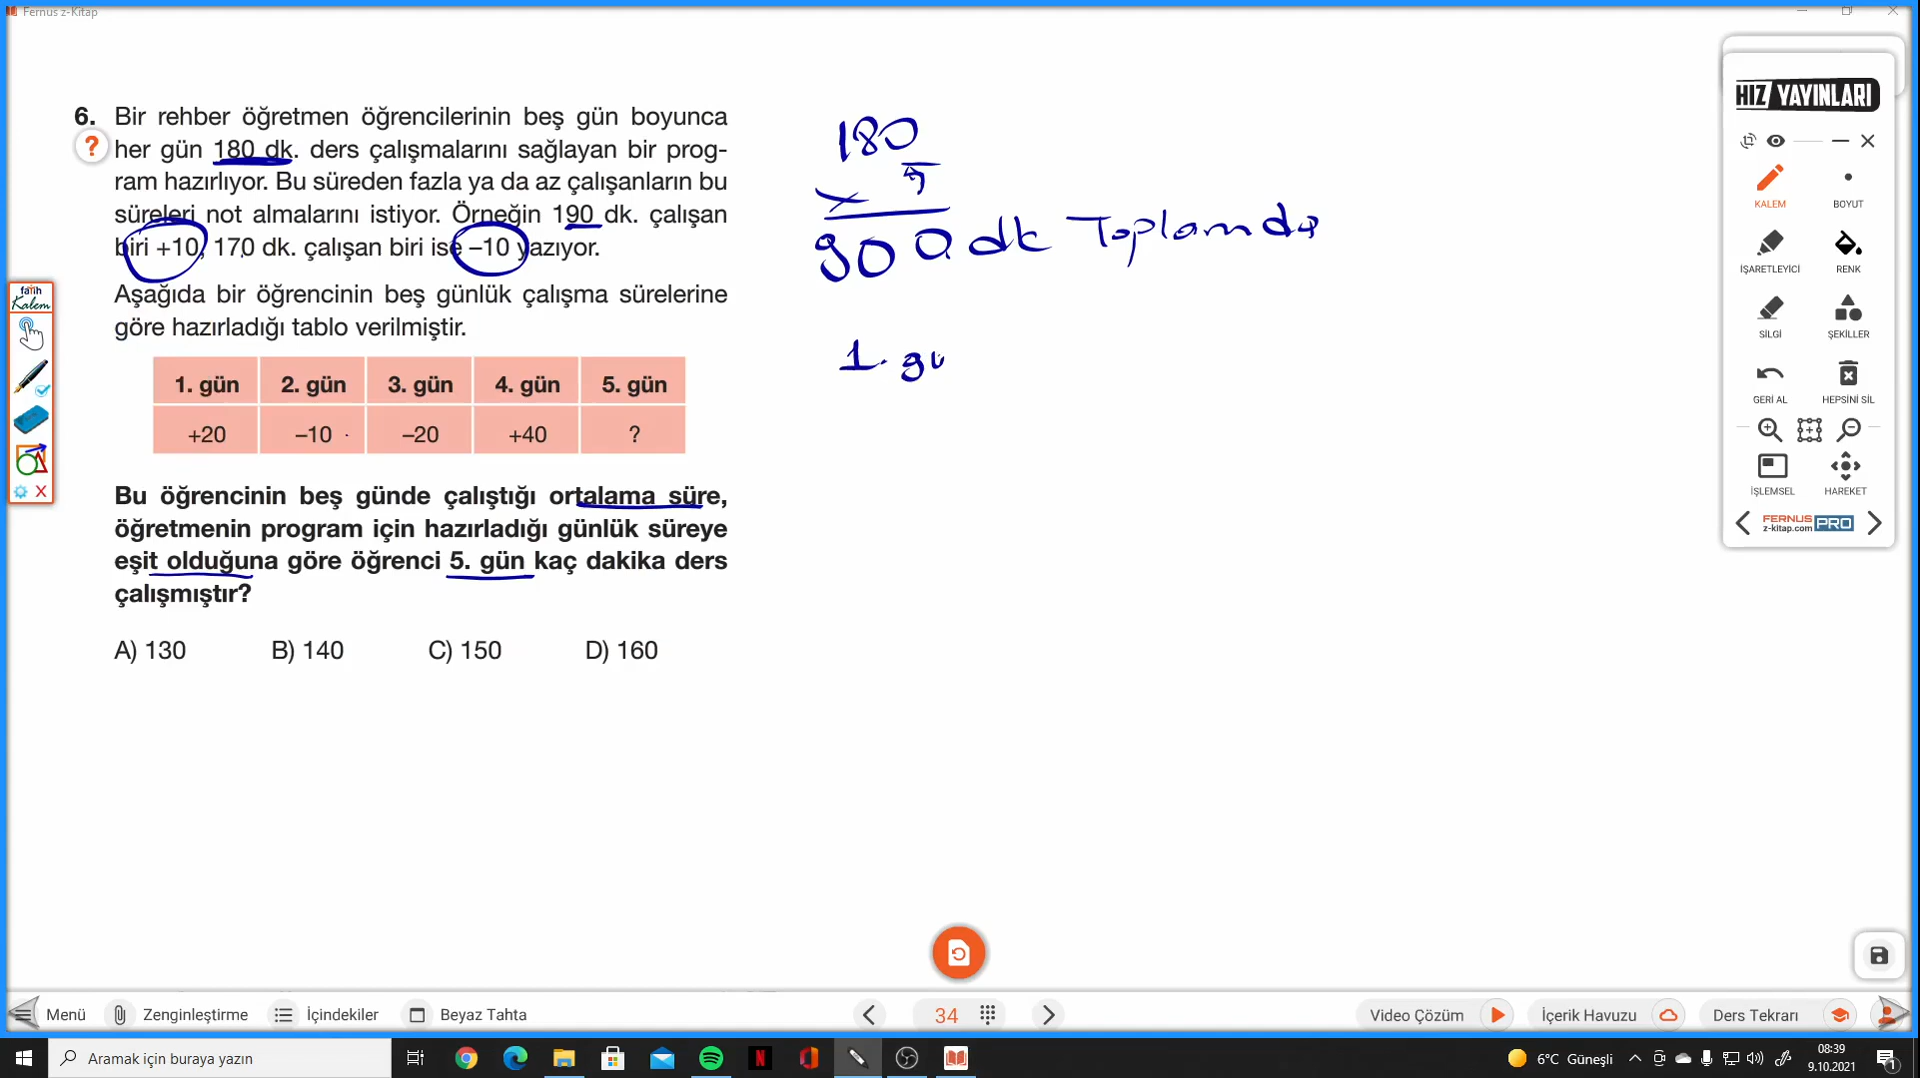 Fernus z-Kitap
6. Bir rehber öğretmen öğrencilerinin beş gün boyunca
her gün 180 dk. ders çalışmalarını sağlayan bir prog-
ram hazırlıyor. Bu süreden fazla ya da az çalışanların bu
süreleri not almalarını istiyor. Örneğin 190 dk. çalışan
biri +10, 170 dk. çalışan biri ise –10 yazıyor.
Aşağıda bir öğrencinin beş günlük çalışma sürelerine
göre hazırladığı tablo verilmiştir.
1. gün 2. gün 3. gün 4. gün 5. gün
+20 –10 –20 +40 ?
Bu öğrencinin beş günde çalıştığı ortalama süre,
öğretmenin program için hazırladığı günlük süreye
eşit olduğuna göre öğrenci 5. gün kaç dakika ders
çalışmıştır?
A) 130 B) 140 C) 150 D) 160
180
x 5
900 dk Toplamda
1. gü
fatih
Kalem
HIZ YAYINLARI
KALEM BOYUT
İŞARETLEYİCİ RENK
SİLGİ ŞEKİLLER
GERİ AL HEPSİNİ SİL
İŞLEMSEL HAREKET
FERNUS PRO
z-kitap.com
Menü Zenginleştirme İçindekiler Beyaz Tahta 34 Video Çözüm İçerik Havuzu Ders Tekrarı
Aramak için buraya yazın 6°C Güneşli 08:39
9.10.2021 1